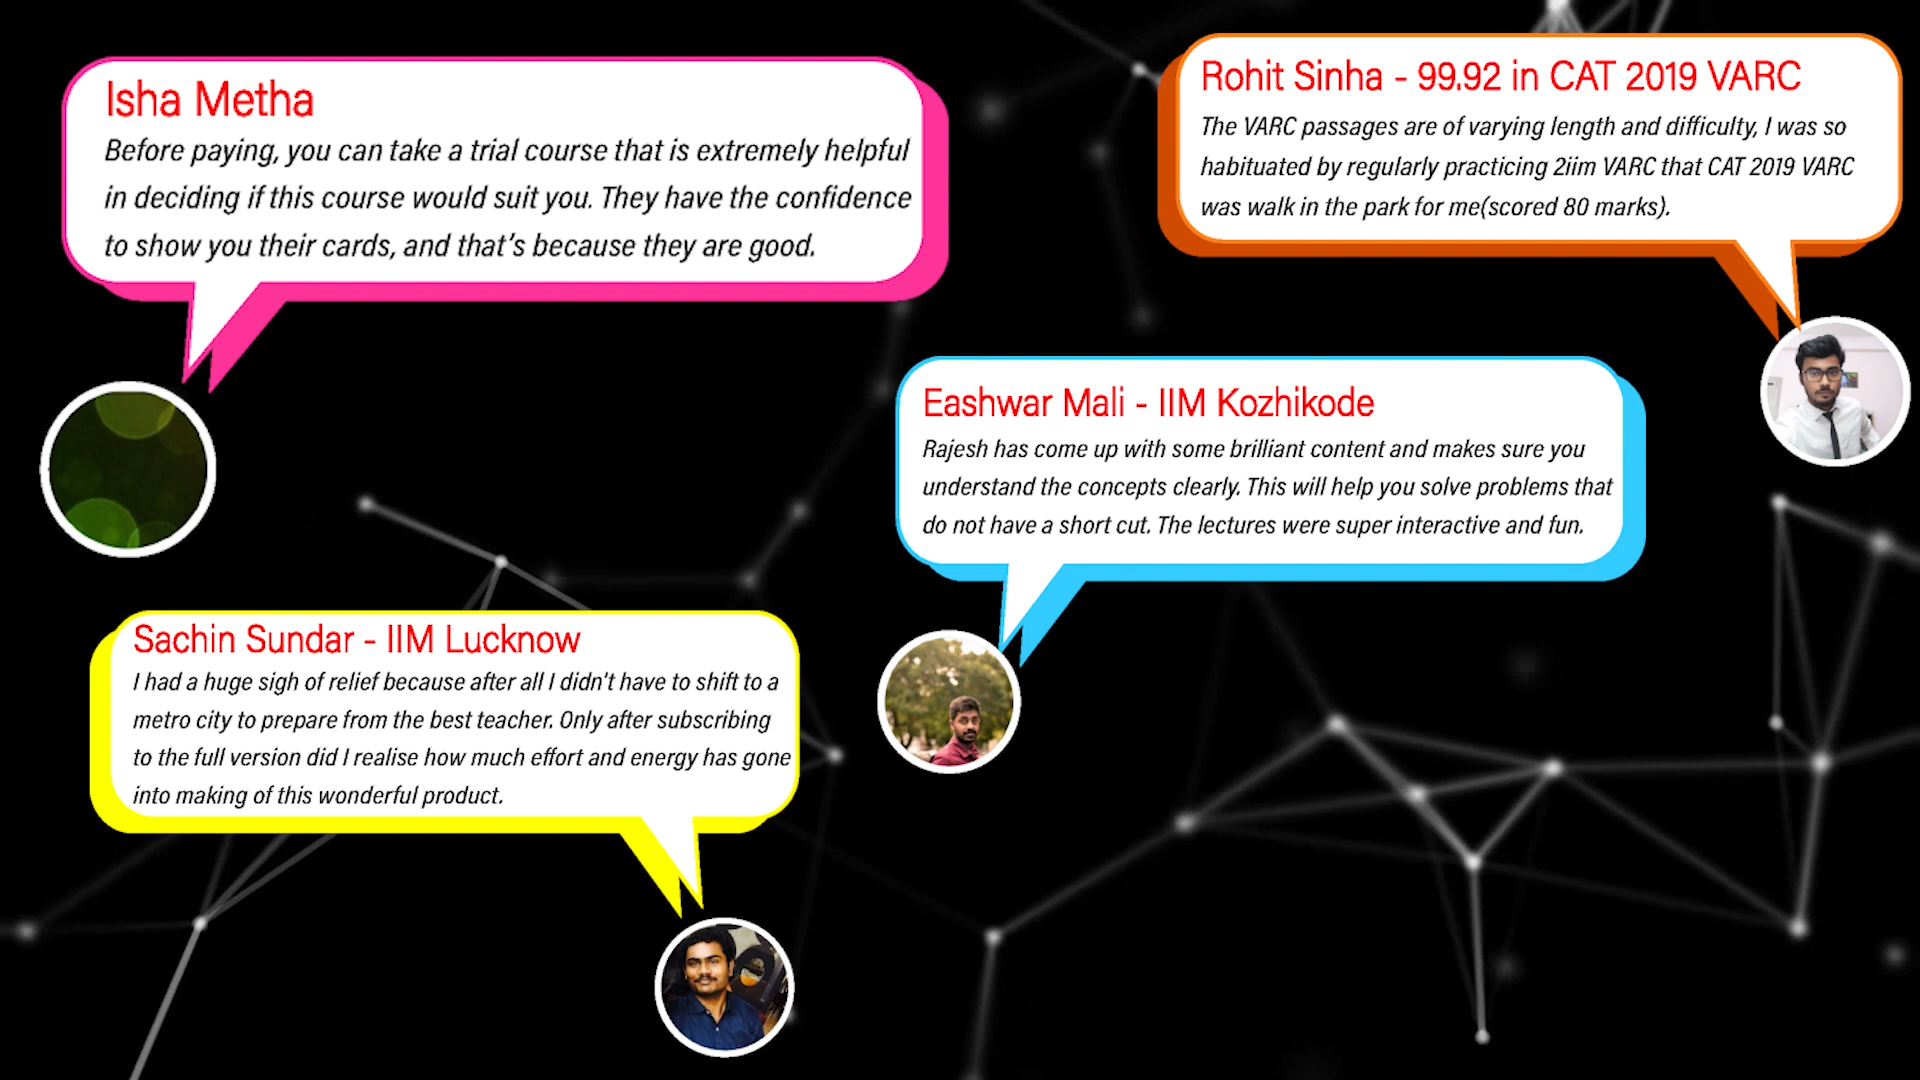 Isha Metha
Before paying, you can take a trial course that is extremely helpful
in deciding if this course would suit you. They have the confidence
to show you their cards, and that's because they are good.
Rohit Sinha - 99.92 in CAT 2019 VARC
The VARC passages are of varying length and difficulty, I was so
habituated by regularly practicing 2iim VARC that CAT 2019 VARC
was walk in the park for me(scored 80 marks).
Eashwar Mali - IIM Kozhikode
Rajesh has come up with some brilliant content and makes sure you
understand the concepts clearly. This will help you solve problems that
do not have a short cut. The lectures were super interactive and fun.
Sachin Sundar - IIM Lucknow
I had a huge sigh of relief because after all I didn't have to shift to a
metro city to prepare from the best teacher. Only after subscribing
to the full version did I realise how much effort and energy has gone
into making of this wonderful product.